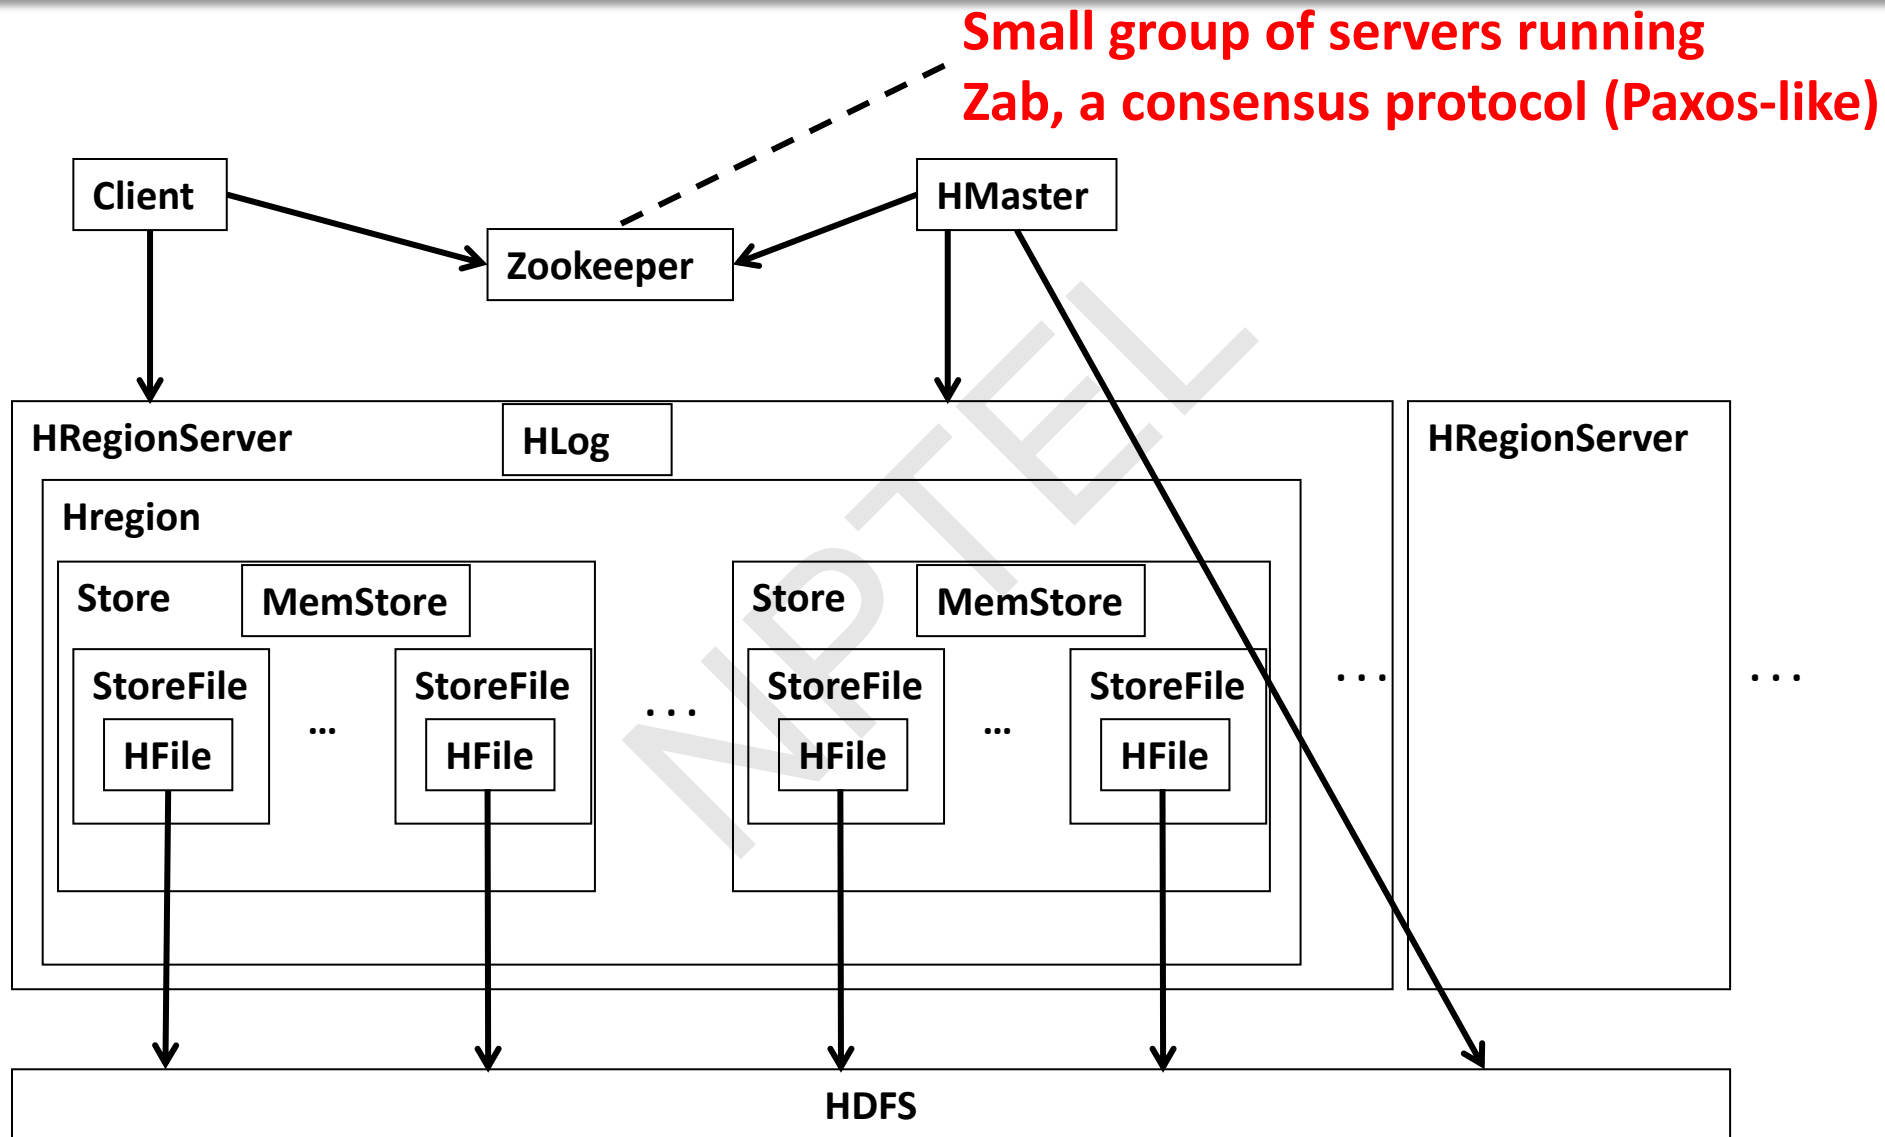 Small group of servers running
Zab, a consensus protocol (Paxos-like)
Client
HMaster
Zookeeper
HRegionServer
HLog
HRegionServer
Hregion
Store
MemStore
Store
MemStore
StoreFile
StoreFile
StoreFile
StoreFile
...
...
...
...
...
HFile
HFile
HFile
HFile
HDFS
NPTEL